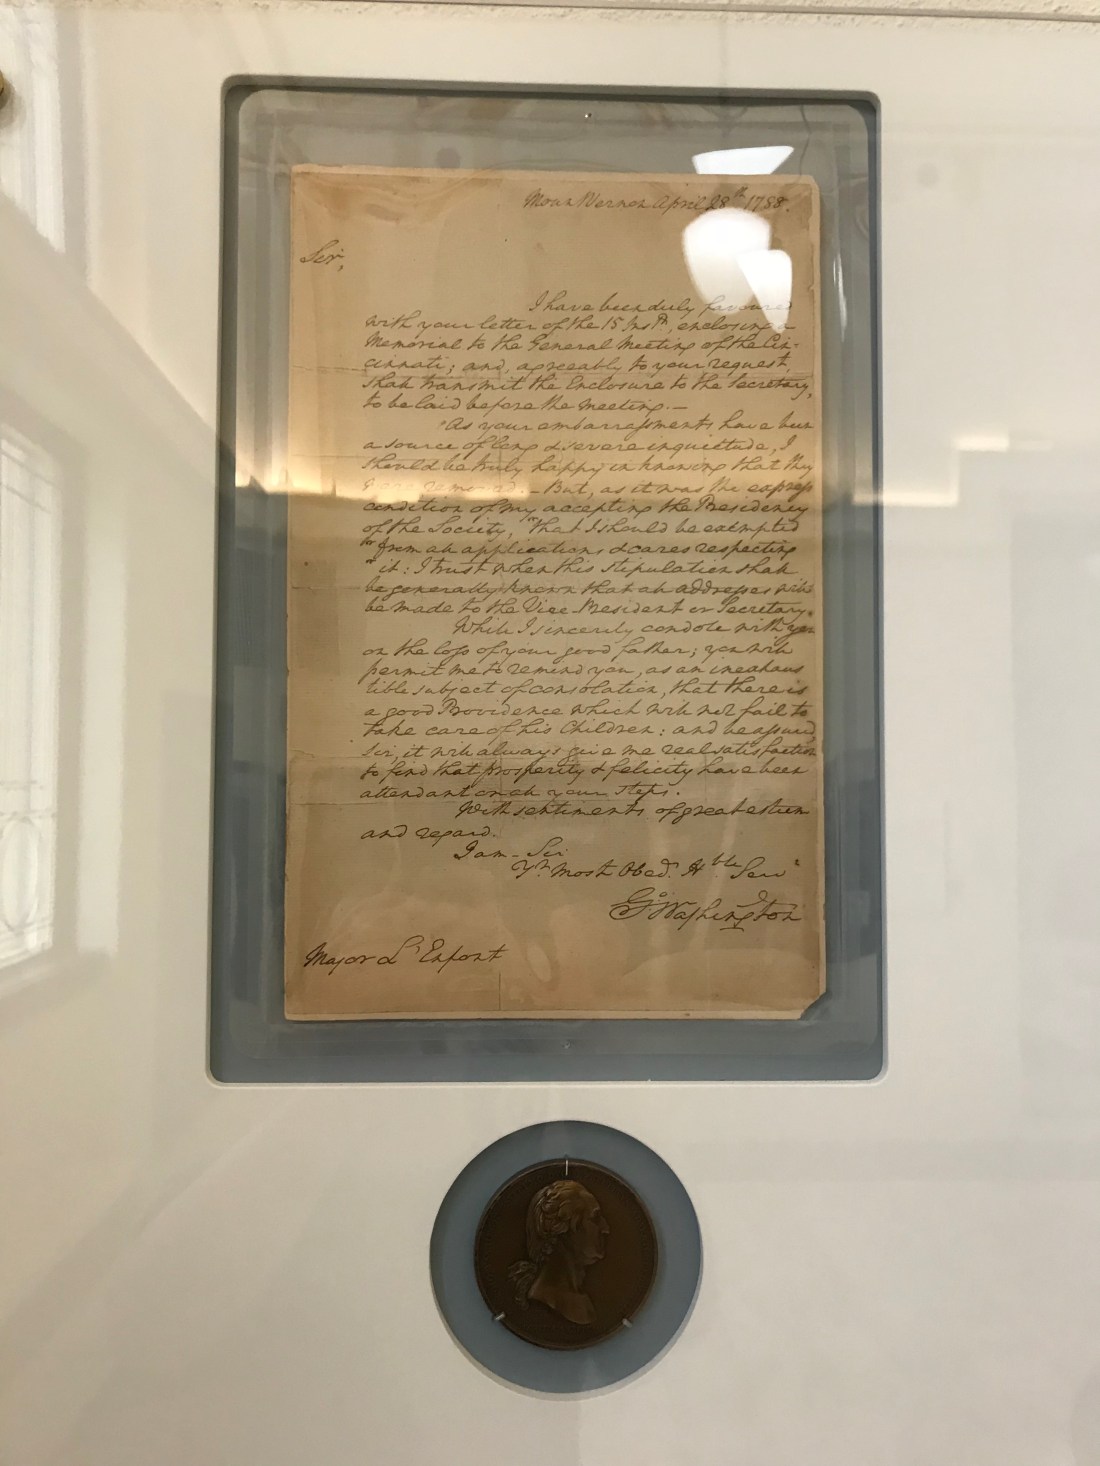 Mount Vernon April 28th 1788.
Sir,
I have been duly favoured
with your letter of the 15 Inst, enclosing a
Memorial to the General Meeting of the Cin-
cinnati; and, agreeably to your request,
shall transmit the Enclosure to the Secretary,
to be laid before the meeting.—
As your embarrassments have been
a source of long & severe inquietude, I
should be truly happy in knowing that they
were removed.—But, as it was the express
condition of my accepting the Presidency
of the Society, that I should be exempted
from all applications & cares respecting
it: I trust when this stipulation shall
be generally known that all addresses will
be made to the Vice President or Secretary.
While I sincerely condole with you
on the loss of your good father; you will
permit me to remind you, as an inexhaus
tible subject of consolation, that there is
a good Providence which will not fail to
take care of his Children: and be assured,
Sir, it will always give me real satisfaction
to find that prosperity & felicity have been
attendant on all your steps.
With sentiments of great esteem
and regard.
I am - Sir
Yr. Most Obed. Hble Serv
Go Washington
Major L' Enfant